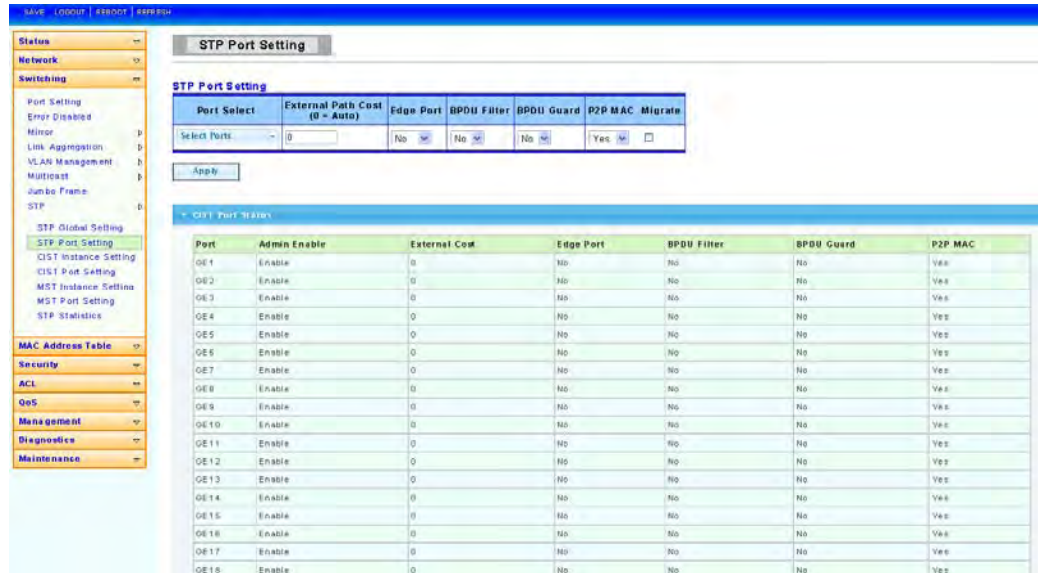 SAVE LOGOUT | REBOOT | REFRESH
Status
Network
Switching
Port Setting
Error Disabled
Mirror
Link Aggregation
VLAN Management
Multicast
Jumbo Frame
STP
STP Global Setting
STP Port Setting
CIST Instance Setting
CIST Port Setting
MST Instance Setting
MST Port Setting
STP Statistics
MAC Address Table
Security
ACL
QoS
Management
Diagnostics
Maintenance
STP Port Setting
STP Port Setting
Port Select External Path Cost (0 = Auto) Edge Port BPDU Filter BPDU Guard P2P MAC Migrate
Select Ports 0 No No No Yes
Apply
CIST Port Status
Port Admin Enable External Cost Edge Port BPDU Filter BPDU Guard P2P MAC
GE1 Enable 0 No No No Yes
GE2 Enable 0 No No No Yes
GE3 Enable 0 No No No Yes
GE4 Enable 0 No No No Yes
GE5 Enable 0 No No No Yes
GE6 Enable 0 No No No Yes
GE7 Enable 0 No No No Yes
GE8 Enable 0 No No No Yes
GE9 Enable 0 No No No Yes
GE10 Enable 0 No No No Yes
GE11 Enable 0 No No No Yes
GE12 Enable 0 No No No Yes
GE13 Enable 0 No No No Yes
GE14 Enable 0 No No No Yes
GE15 Enable 0 No No No Yes
GE16 Enable 0 No No No Yes
GE17 Enable 0 No No No Yes
GE18 Enable 0 No No No Yes